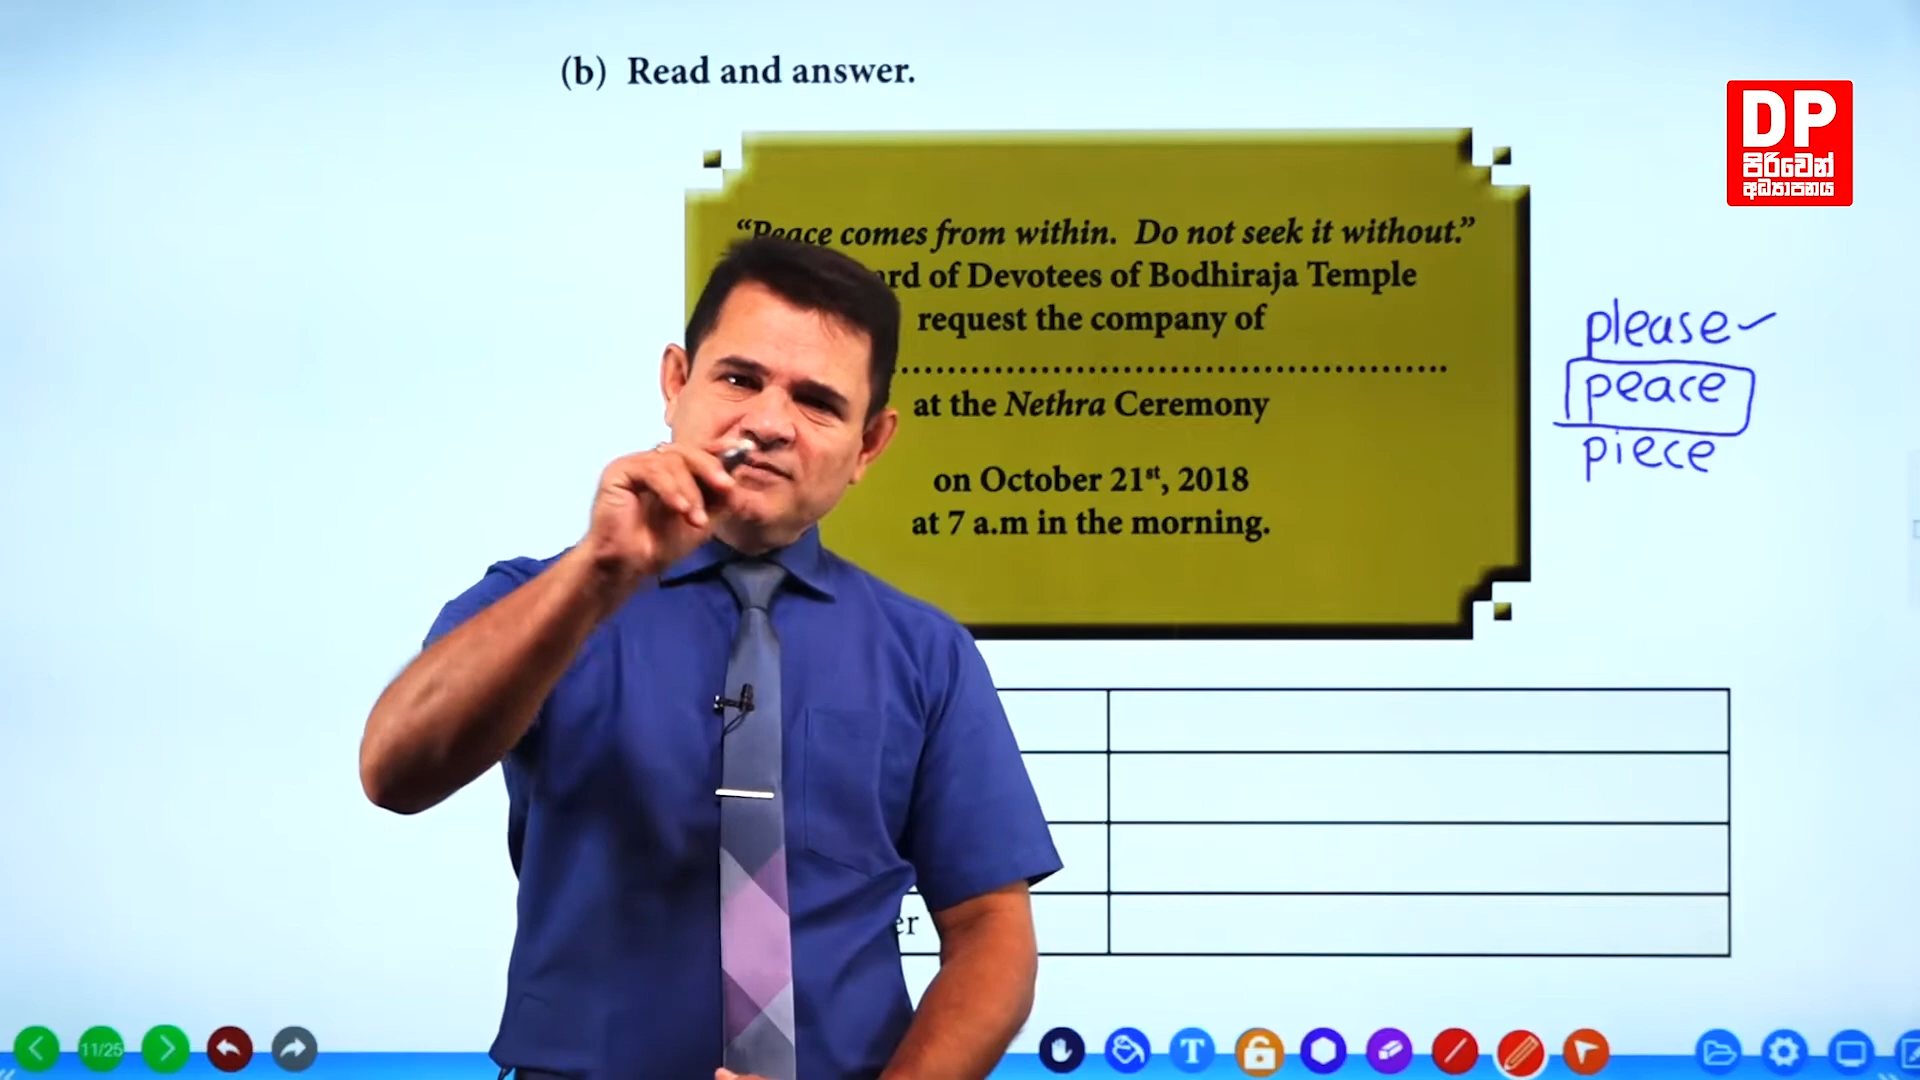 (b) Read and answer.
DP
පිරිවෙන්
අධ්‍යාපනය
“Peace comes from within. Do not seek it without.”
of Devotees of Bodhiraja Temple
request the company of
at the Nethra Ceremony
on October 21st, 2018
at 7 a.m in the morning.
please
peace
piece
11/25
T